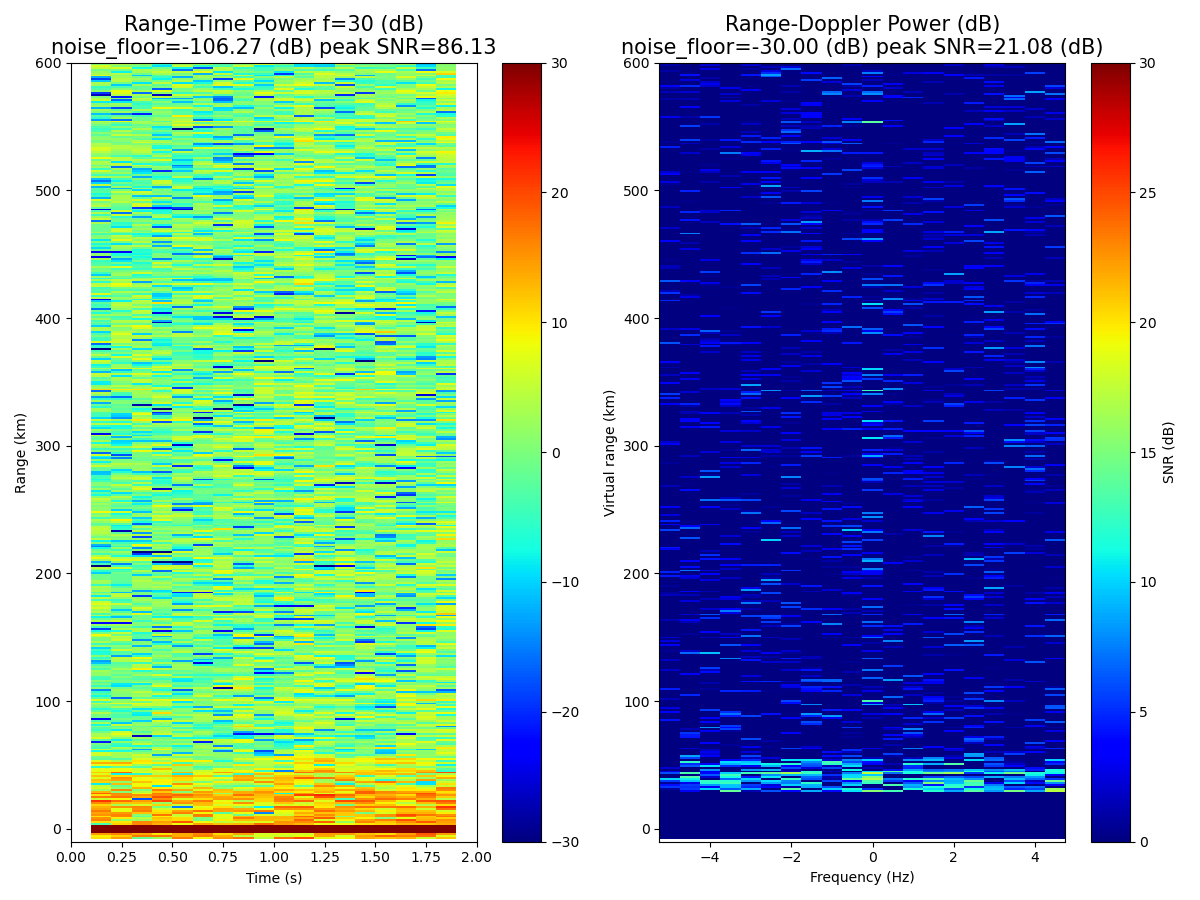 Range-Time Power f=30 (dB)
noise_floor=-106.27 (dB) peak SNR=86.13
Range-Doppler Power (dB)
noise_floor=-30.00 (dB) peak SNR=21.08 (dB)
600
500
400
300
200
100
0
Range (km)
0.00 0.25 0.50 0.75 1.00 1.25 1.50 1.75 2.00
Time (s)
30
20
10
0
−10
−20
−30
600
500
400
300
200
100
0
Virtual range (km)
−4 −2 0 2 4
Frequency (Hz)
30
25
20
15
10
5
0
SNR (dB)